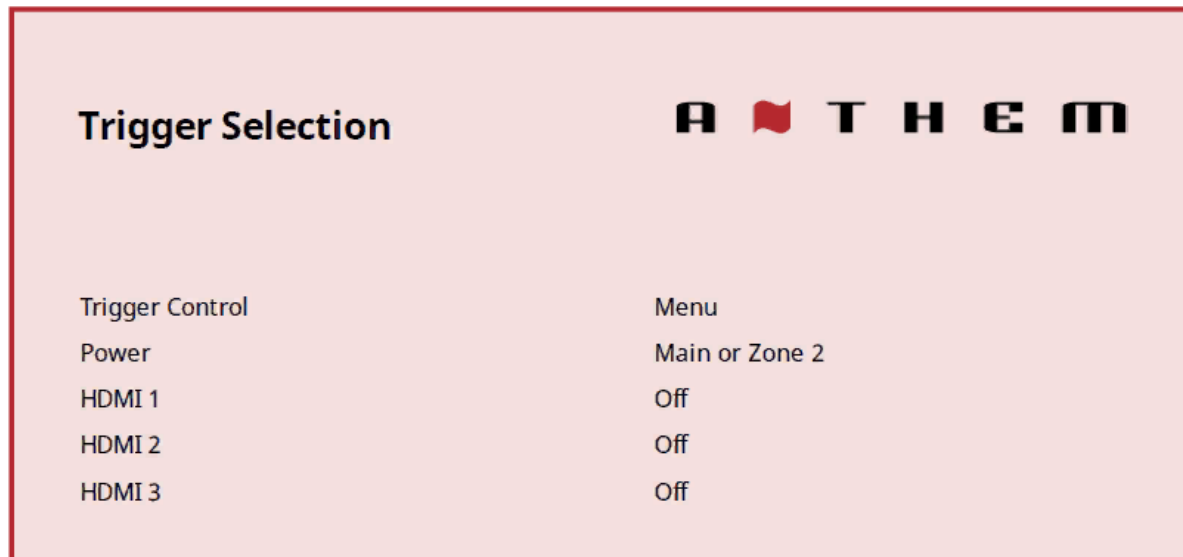 Trigger Selection
ANTHEM
Trigger Control Menu
Power Main or Zone 2
HDMI 1 Off
HDMI 2 Off
HDMI 3 Off